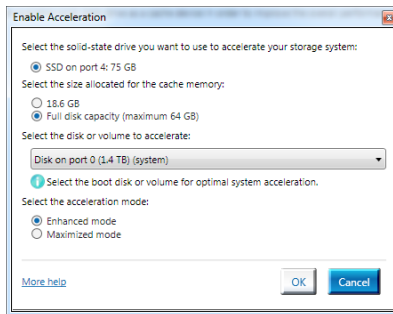 Enable Acceleration
Select the solid-state drive you want to use to accelerate your storage system:
SSD on port 4: 75 GB
Select the size allocated for the cache memory:
18.6 GB
Full disk capacity (maximum 64 GB)
Select the disk or volume to accelerate:
Disk on port 0 (1.4 TB) (system)
Select the boot disk or volume for optimal system acceleration.
Select the acceleration mode:
Enhanced mode
Maximized mode
More help
OK
Cancel